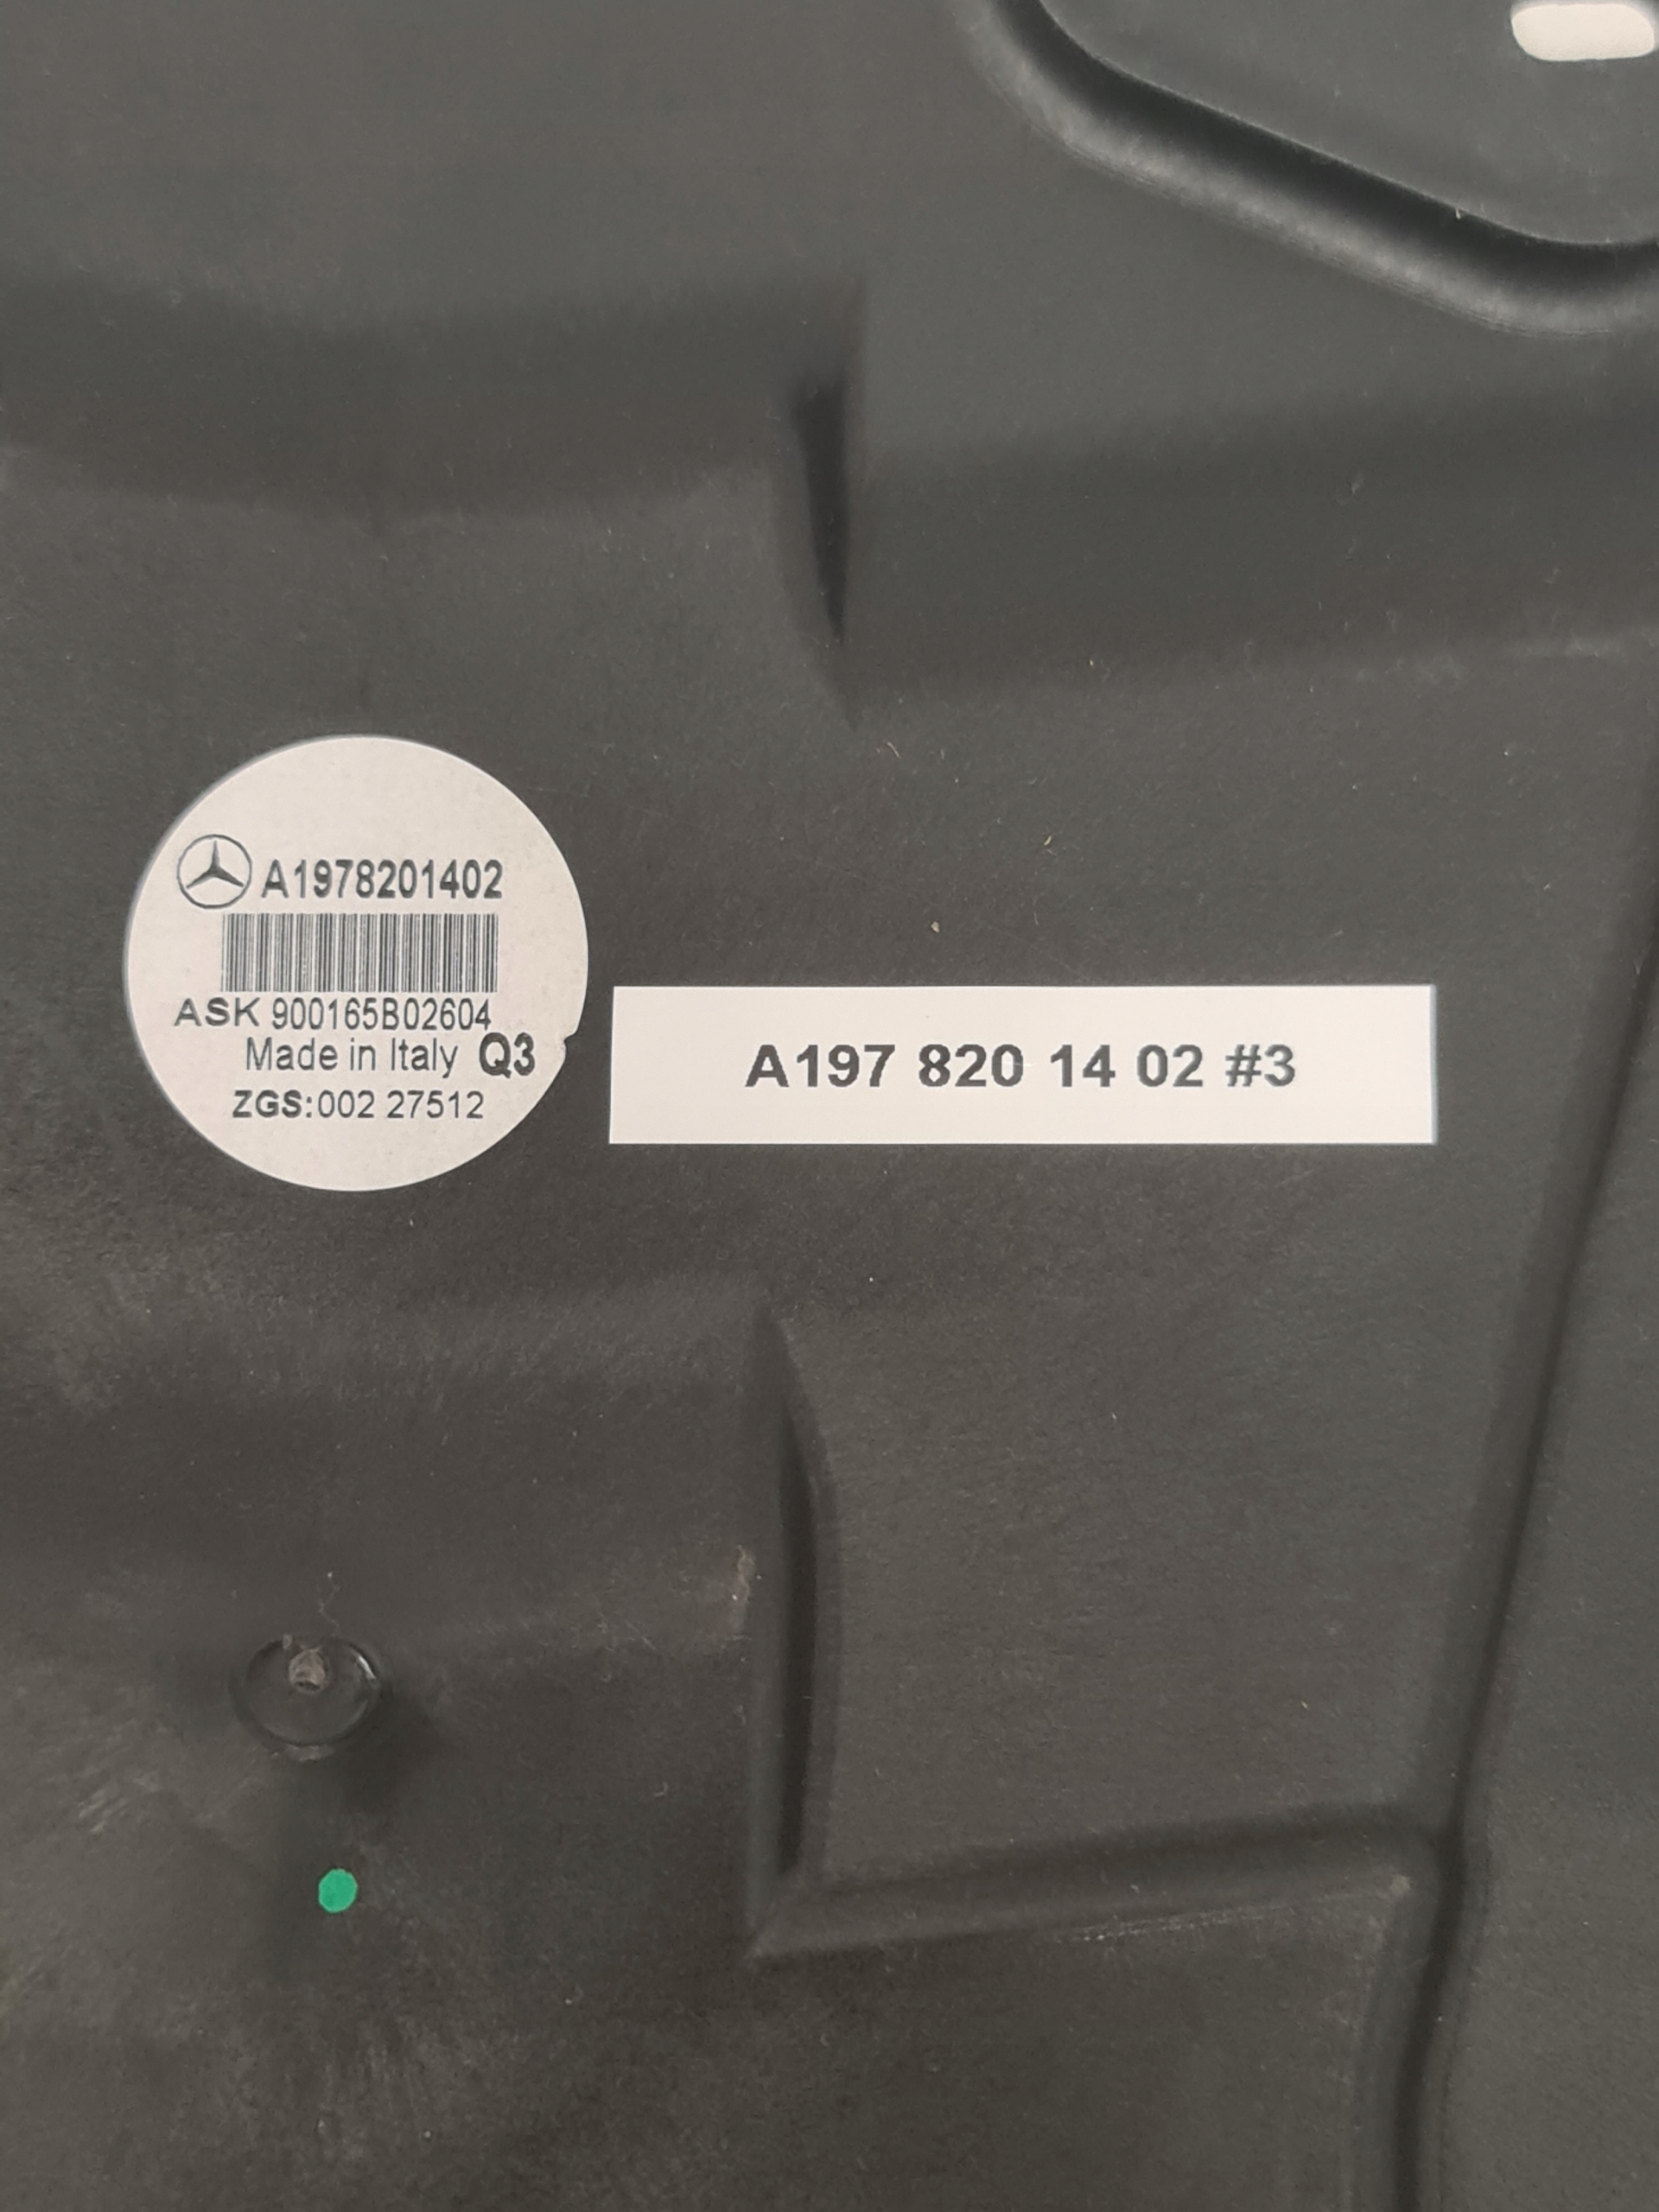 A1978201402
ASK 900165B02604
Made in Italy Q3
ZGS:002 27512
A197 820 14 02 #3